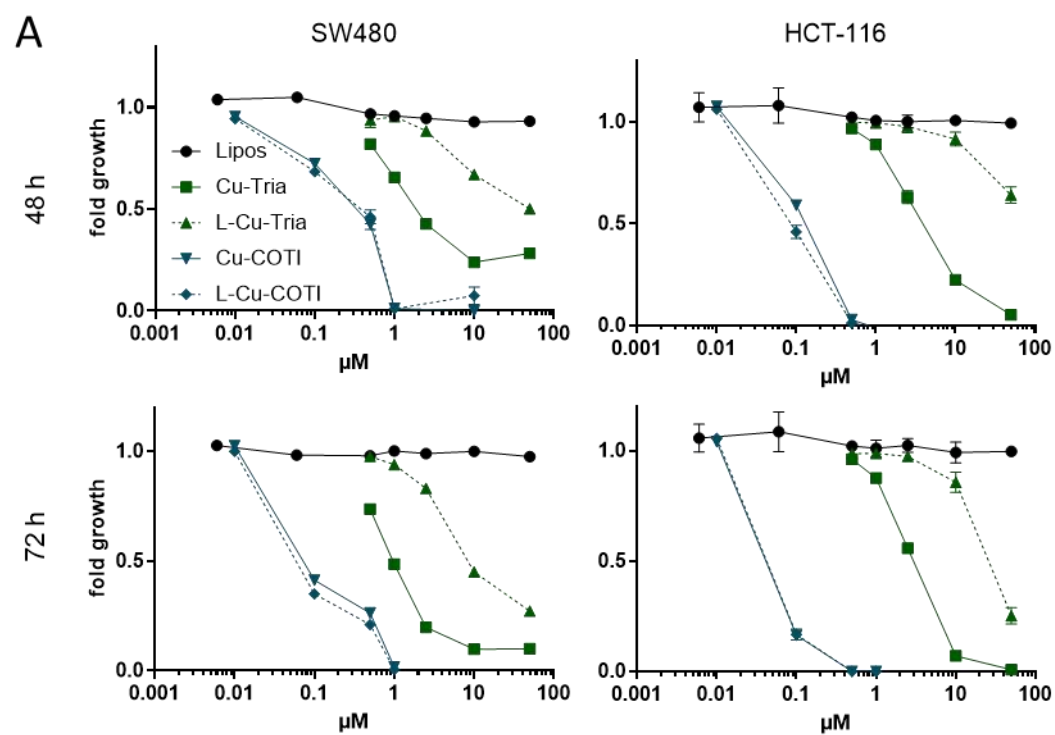 A
SW480
HCT-116
48 h
fold growth
1.0
0.5
0.0
Lipos
Cu-Tria
L-Cu-Tria
Cu-COTI
L-Cu-COTI
0.001 0.01 0.1 1 10 100
µM
1.0
0.5
0.0
0.001 0.01 0.1 1 10 100
µM
72 h
fold growth
1.0
0.5
0.0
0.001 0.01 0.1 1 10 100
µM
1.0
0.5
0.0
0.001 0.01 0.1 1 10 100
µM